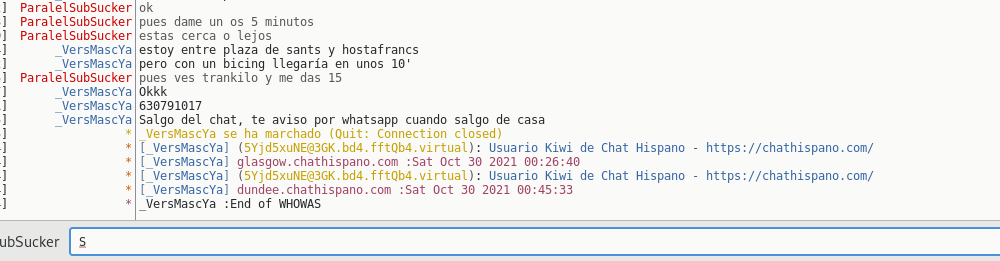 ] ParalelSubSucker ok
] ParalelSubSucker pues dame un os 5 minutos
] ParalelSubSucker estas cerca o lejos
] _VersMascYa estoy entre plaza de sants y hostafrancs
] _VersMascYa pero con un bicing llegaría en unos 10'
] ParalelSubSucker pues ves trankilo y me das 15
] _VersMascYa Okkk
] _VersMascYa 630791017
] _VersMascYa Salgo del chat, te aviso por whatsapp cuando salgo de casa
] * _VersMascYa se ha marchado (Quit: Connection closed)
] * [_VersMascYa] (5Yjd5xuNE@3GK.bd4.fftQb4.virtual): Usuario Kiwi de Chat Hispano - https://chathispano.com/
] * [_VersMascYa] glasgow.chathispano.com :Sat Oct 30 2021 00:26:40
] * [_VersMascYa] (5Yjd5xuNE@3GK.bd4.fftQb4.virtual): Usuario Kiwi de Chat Hispano - https://chathispano.com/
] * [_VersMascYa] dundee.chathispano.com :Sat Oct 30 2021 00:45:33
] * _VersMascYa :End of WHOWAS
ubSucker S